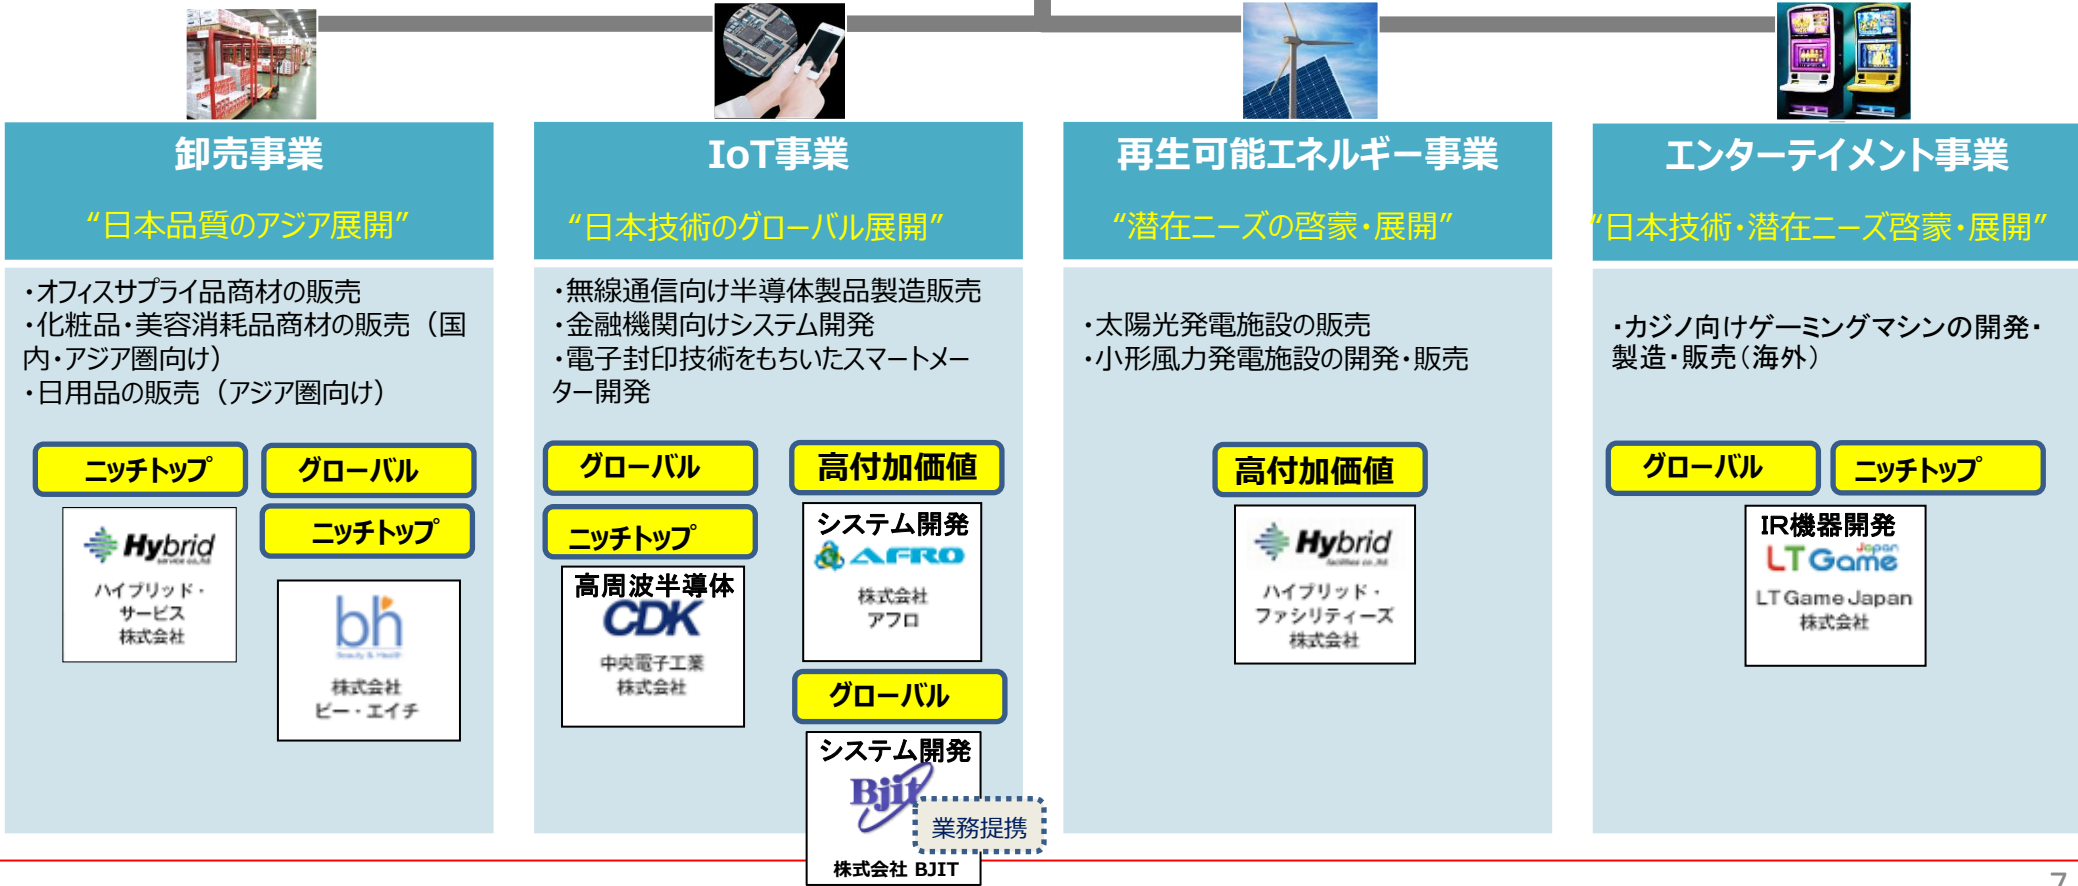 卸売事業
“日本品質のアジア展開”
・オフィスサプライ品商材の販売
・化粧品・美容消耗品商材の販売（国
内・アジア圏向け）
・日用品の販売（アジア圏向け）
ニッチトップ
グローバル
ニッチトップ
Hybrid
service co.,ltd.
ハイブリッド・
サービス
株式会社
bh
Beauty & Health
株式会社
ビー・エイチ
IoT事業
“日本技術のグローバル展開”
・無線通信向け半導体製品製造販売
・金融機関向けシステム開発
・電子封印技術をもちいたスマートメー
ター開発
グローバル
高付加価値
ニッチトップ
高周波半導体
CDK
中央電子工業
株式会社
システム開発
AFRO
株式会社
アフロ
グローバル
システム開発
Bjit
業務提携
株式会社 BJIT
再生可能エネルギー事業
“潜在ニーズの啓蒙・展開”
・太陽光発電施設の販売
・小形風力発電施設の開発・販売
高付加価値
Hybrid
facilities co.,ltd.
ハイブリッド・
ファシリティーズ
株式会社
エンターテイメント事業
“日本技術・潜在ニーズ啓蒙・展開”
・カジノ向けゲーミングマシンの開発・
製造・販売（海外）
グローバル
ニッチトップ
IR機器開発
LT Game Japan
LT Game Japan
株式会社
7